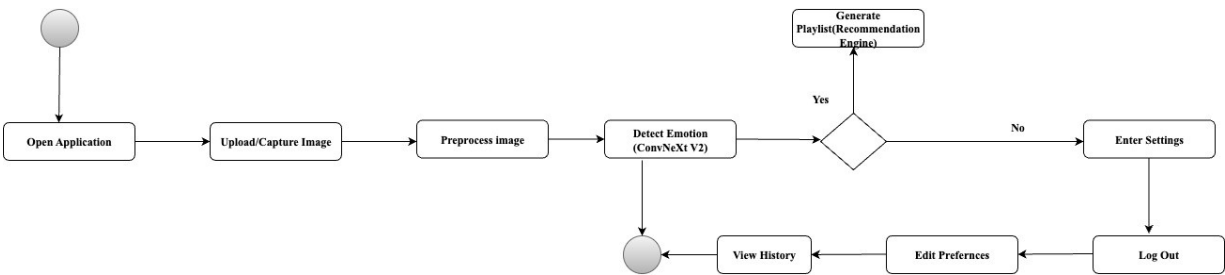 Generate
Playlist(Recommendation
Engine)
Yes
No
Open Application
Upload/Capture Image
Preprocess image
Detect Emotion
(ConvNeXt V2)
Enter Settings
View History
Edit Prefernces
Log Out